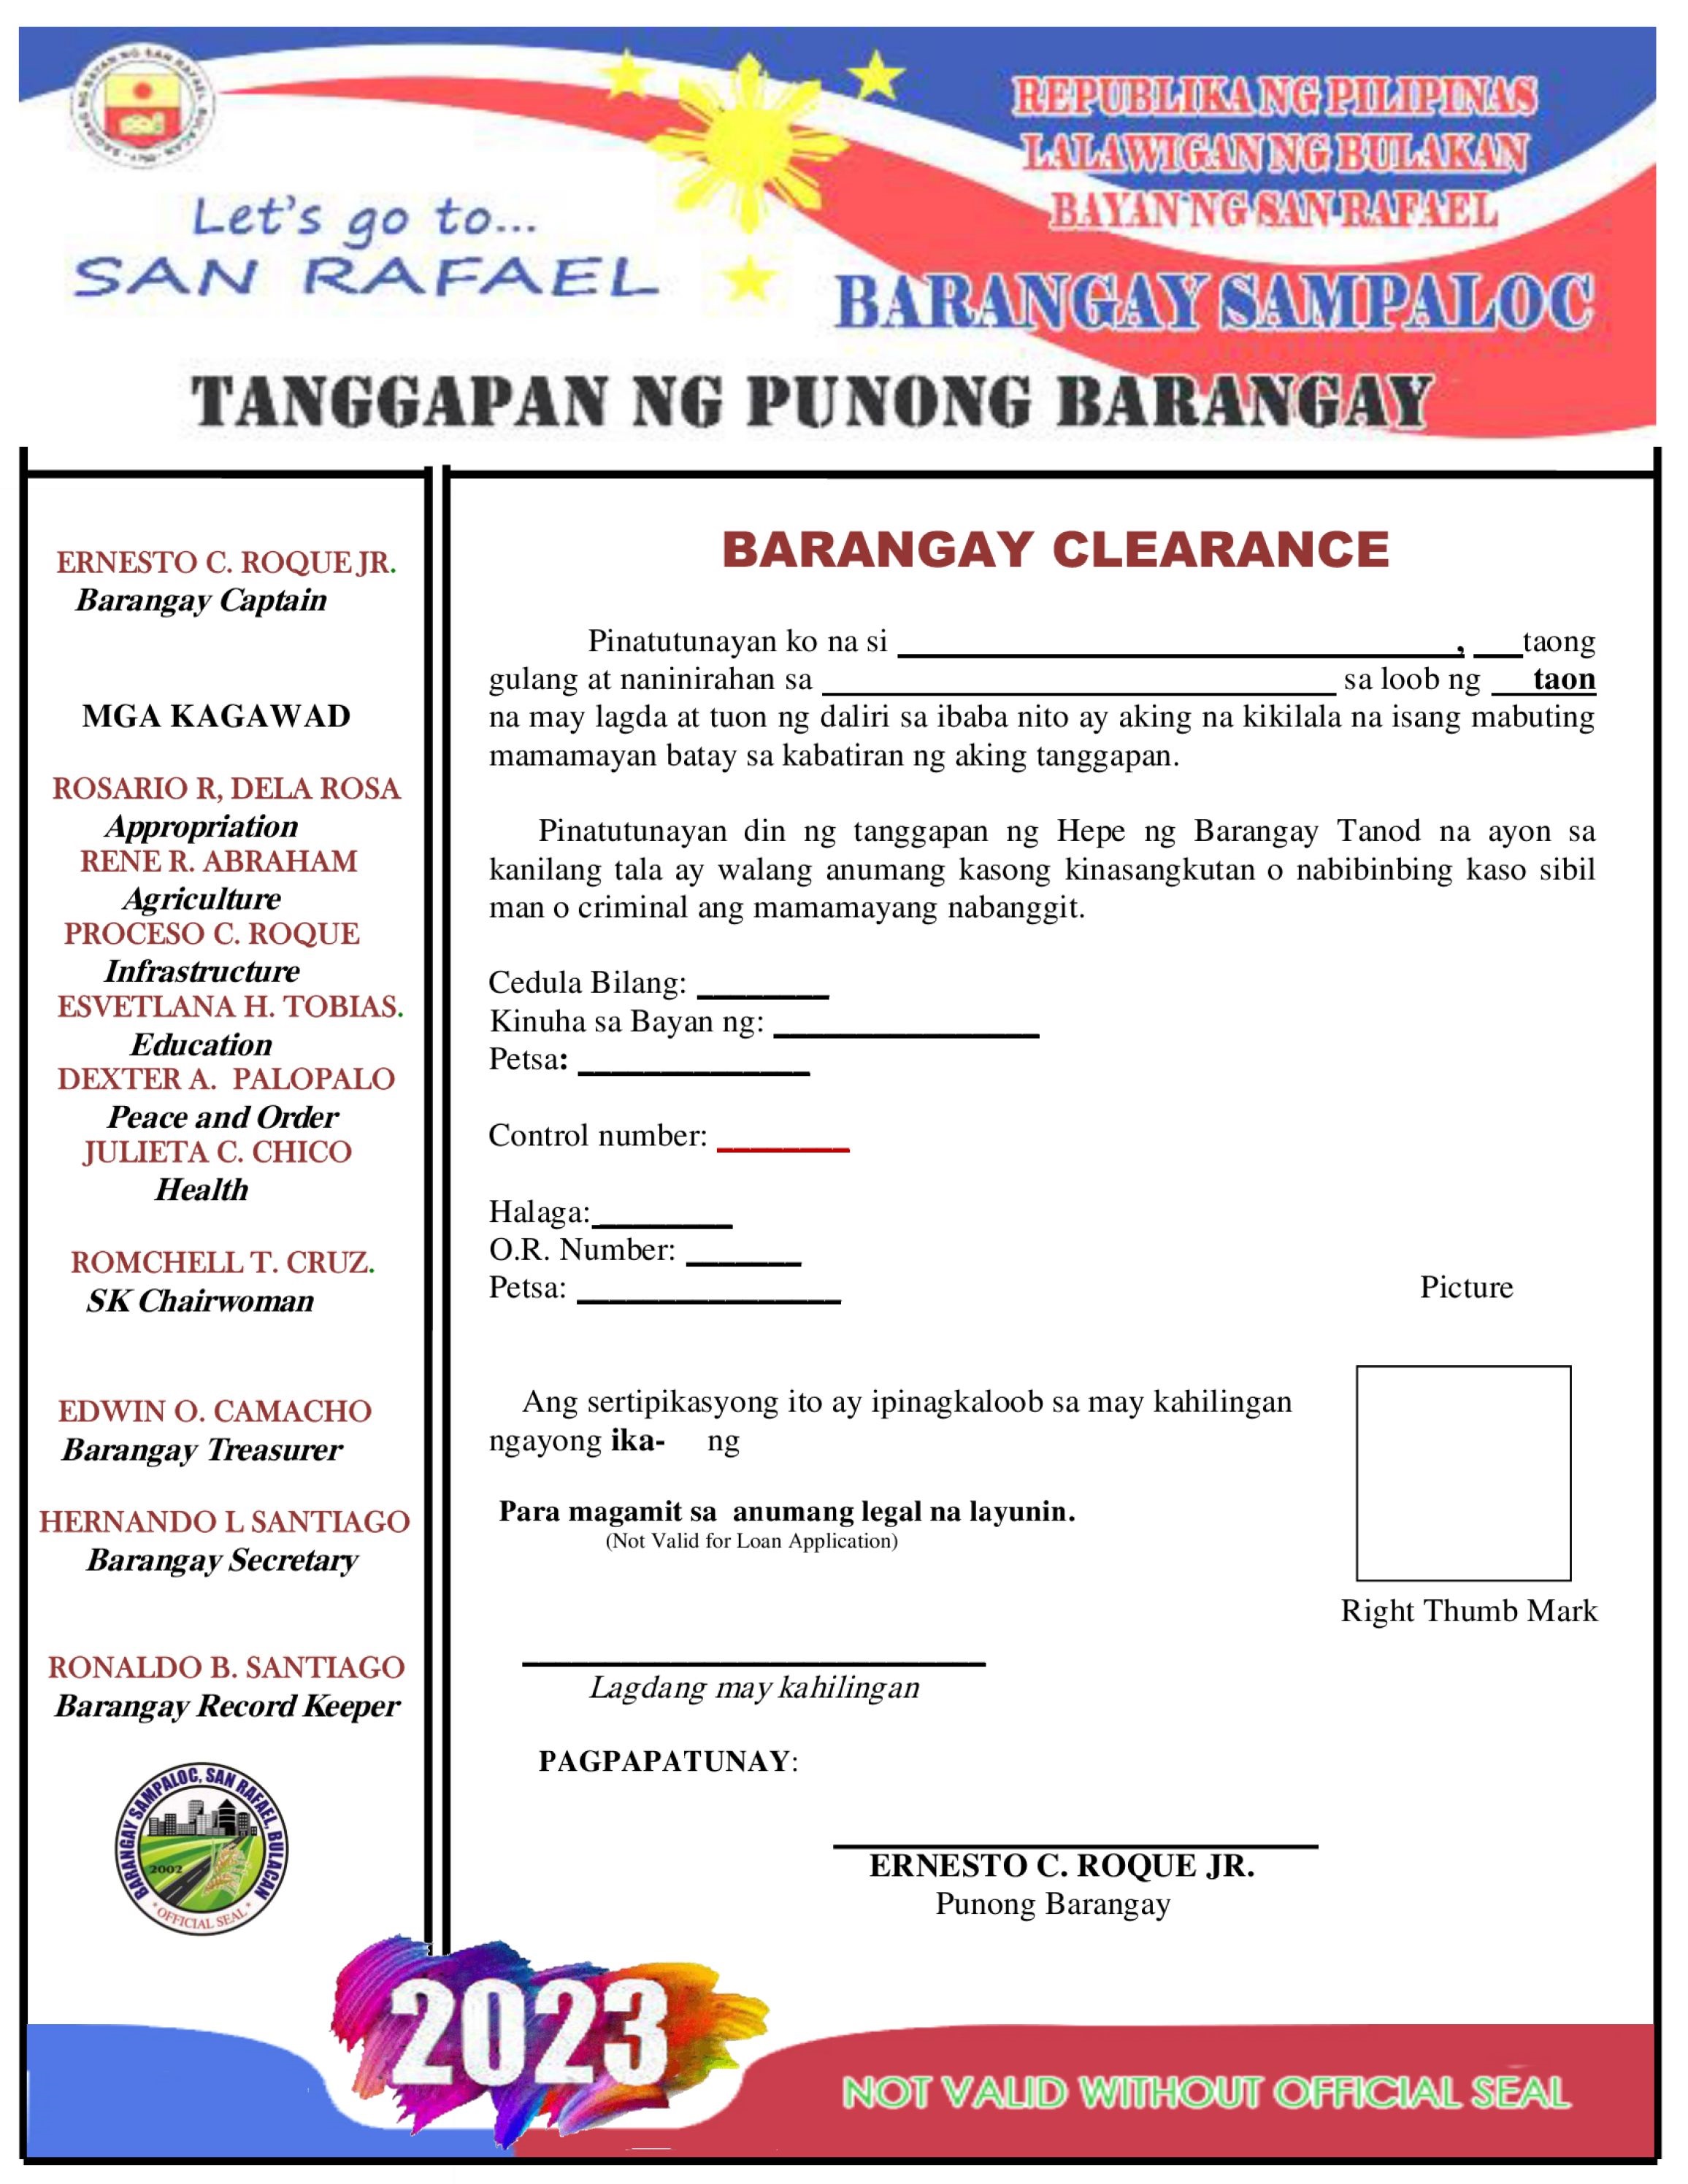 REPUBLIKA NG PILIPINAS
LALAWIGAN NG BULAKAN
BAYAN NG SAN RAFAEL
Let's go to...
SAN RAFAEL
BARANGAY SAMPALOC
TANGGAPAN NG PUNONG BARANGAY
ERNESTO C. ROQUE JR.
Barangay Captain
MGA KAGAWAD
ROSARIO R, DELA ROSA
Appropriation
RENE R. ABRAHAM
Agriculture
PROCESO C. ROQUE
Infrastructure
ESVETLANA H. TOBIAS.
Education
DEXTER A. PALOPALO
Peace and Order
JULIETA C. CHICO
Health
ROMCHELL T. CRUZ.
SK Chairwoman
EDWIN O. CAMACHO
Barangay Treasurer
HERNANDO L SANTIAGO
Barangay Secretary
RONALDO B. SANTIAGO
Barangay Record Keeper
BARANGAY SAMPALOC, SAN RAFAEL, BULACAN
2002
* OFFICIAL SEAL *
BARANGAY CLEARANCE
Pinatutunayan ko na si __________________________________, ___taong
gulang at naninirahan sa _______________________________ sa loob ng __ taon
na may lagda at tuon ng daliri sa ibaba nito ay aking na kikilala na isang mabuting
mamamayan batay sa kabatiran ng aking tanggapan.
Pinatutunayan din ng tanggapan ng Hepe ng Barangay Tanod na ayon sa
kanilang tala ay walang anumang kasong kinasangkutan o nabibinbing kaso sibil
man o criminal ang mamamayang nabanggit.
Cedula Bilang: ________
Kinuha sa Bayan ng: ________________
Petsa: ______________
Control number: ________
Halaga:________
O.R. Number: _______
Petsa: ________________
Picture
Ang sertipikasyong ito ay ipinagkaloob sa may kahilingan
ngayong ika- ng
Para magamit sa anumang legal na layunin.
(Not Valid for Loan Application)
Right Thumb Mark
____________________________
Lagdang may kahilingan
PAGPAPATUNAY:
ERNESTO C. ROQUE JR.
Punong Barangay
2023
NOT VALID WITHOUT OFFICIAL SEAL